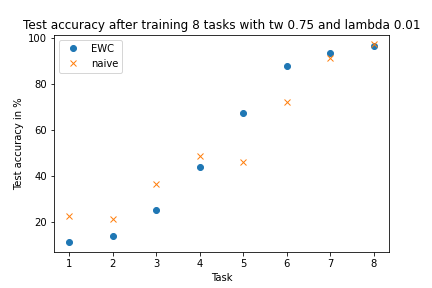 Test accuracy after training 8 tasks with tw 0.75 and lambda 0.01
EWC
naive
Test accuracy in %
100
80
60
40
20
1 2 3 4 5 6 7 8
Task